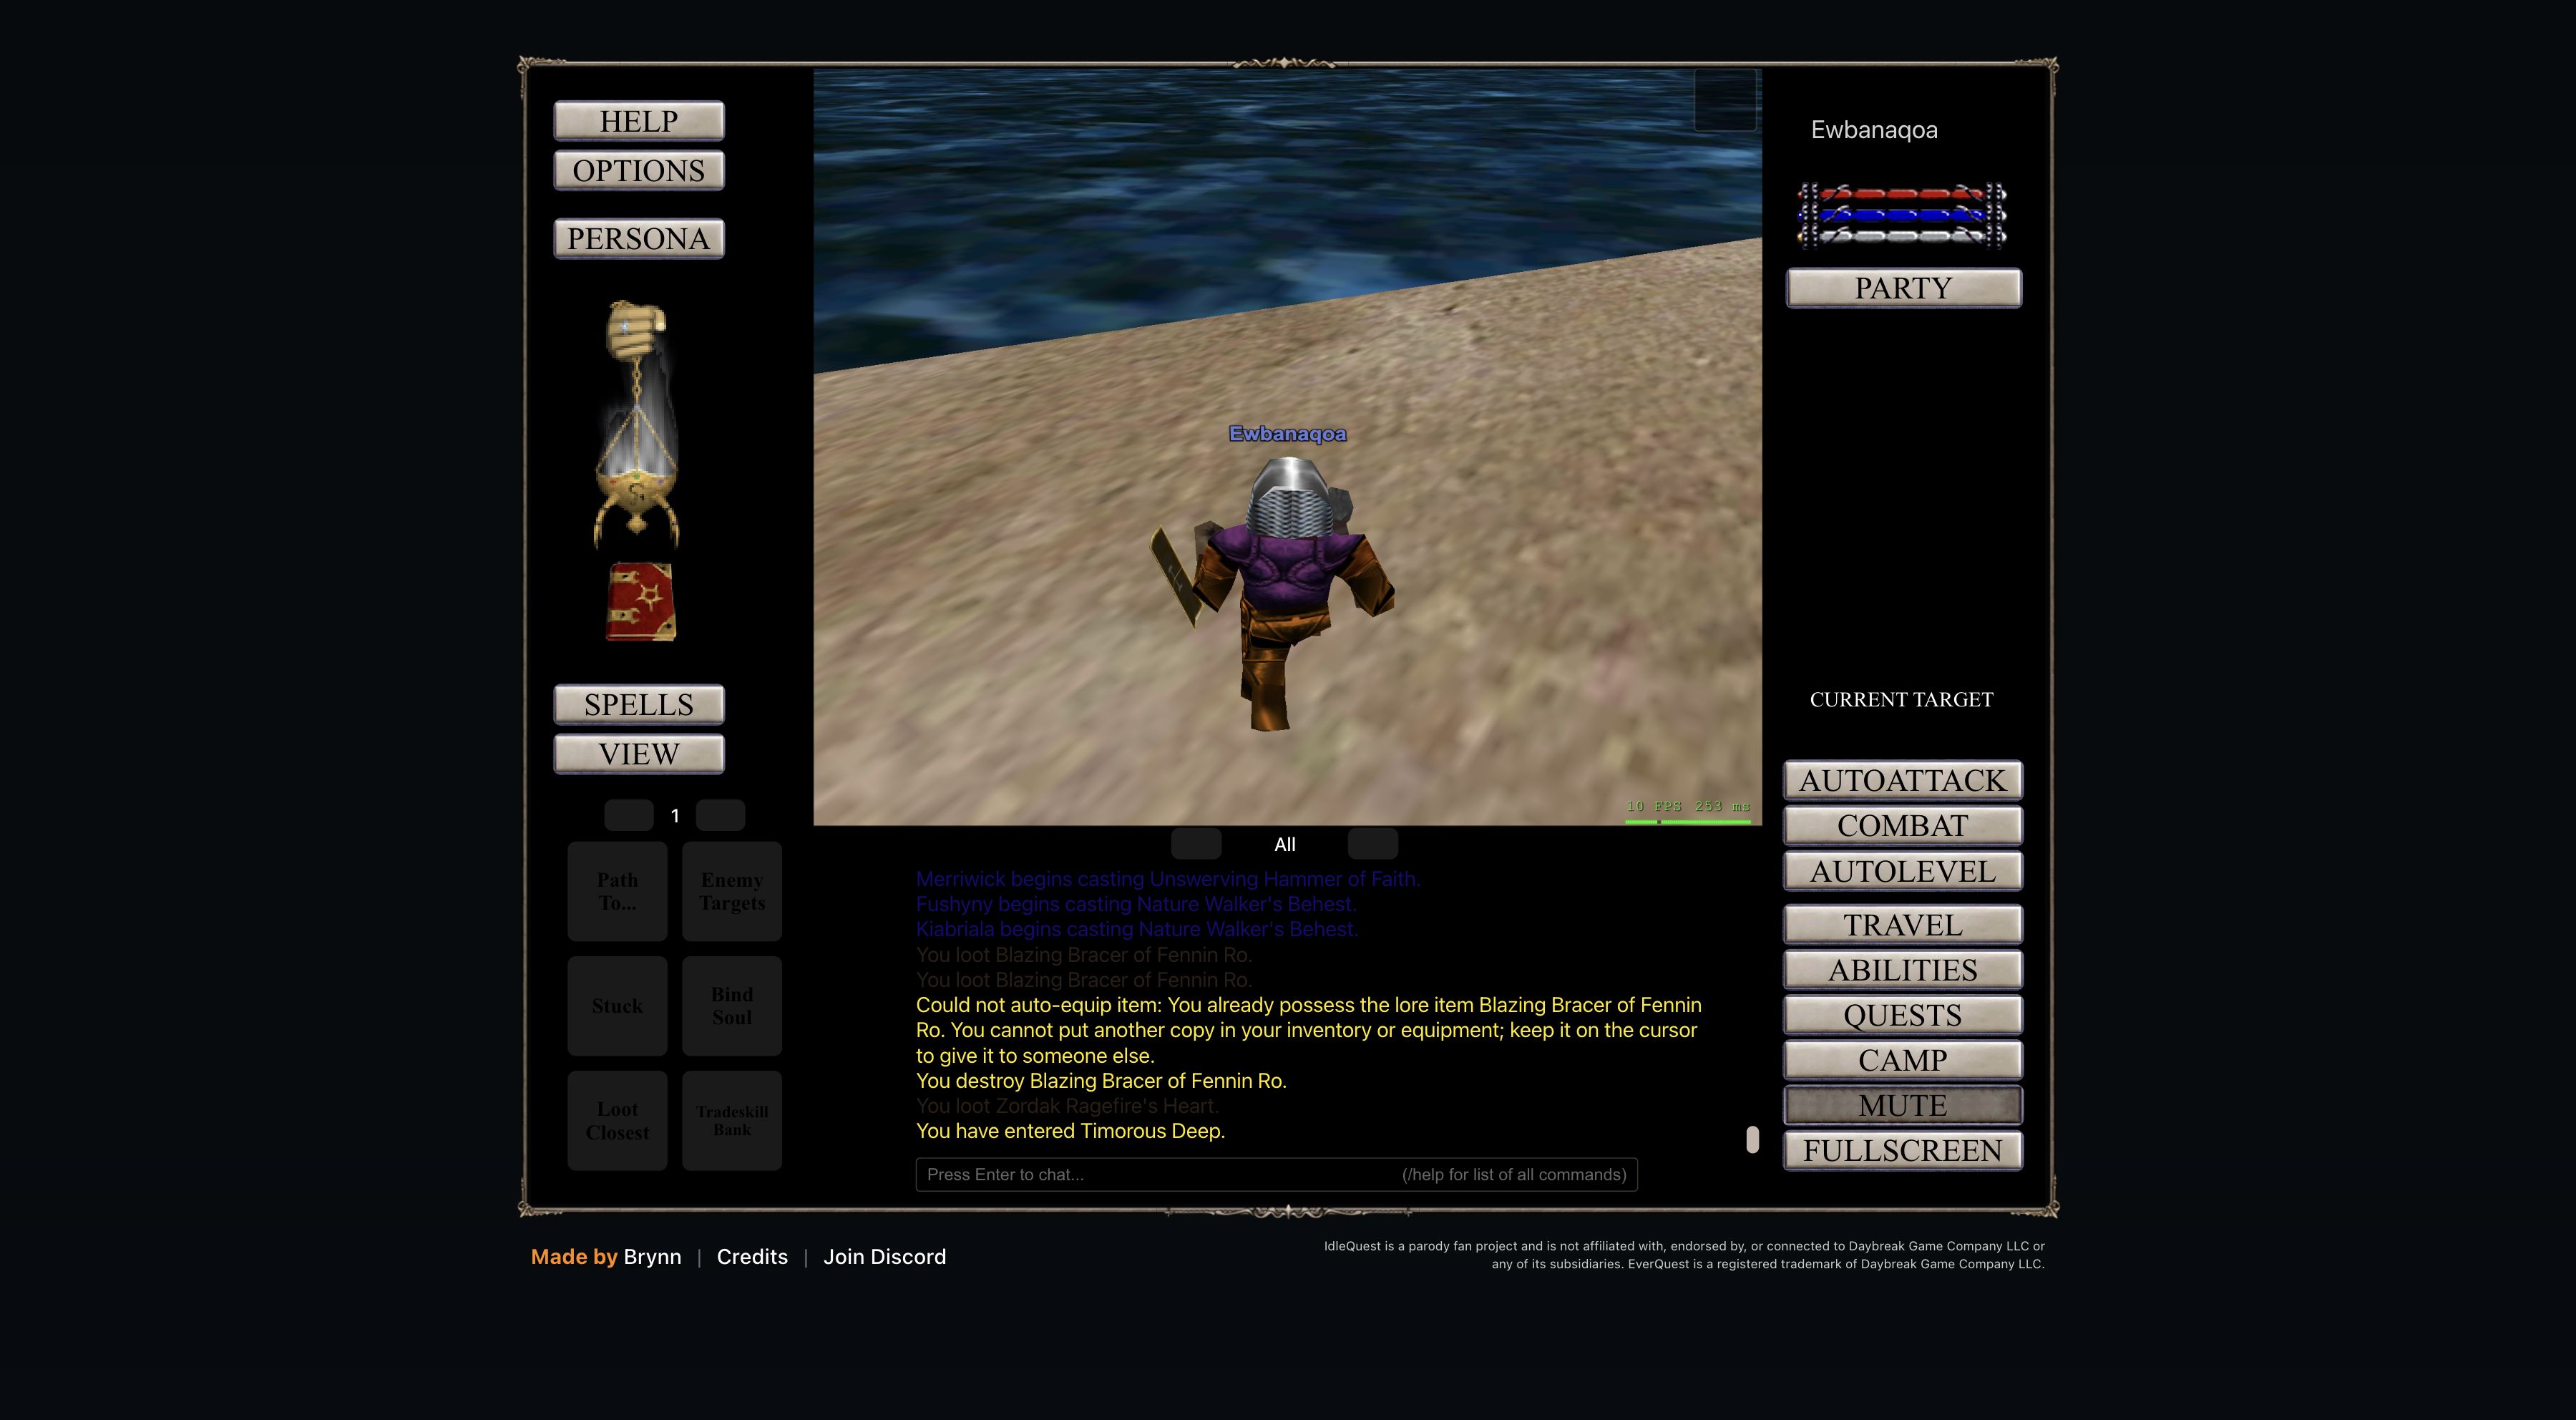 HELP
OPTIONS
PERSONA
SPELLS
VIEW
1
Path
To...
Enemy
Targets
Stuck
Bind
Soul
Loot
Closest
Tradeskill
Bank
Ewbanaqoa
10 FPS 253 ms
All
Merriwick begins casting Unswerving Hammer of Faith.
Fushyny begins casting Nature Walker's Behest.
Kiabriala begins casting Nature Walker's Behest.
You loot Blazing Bracer of Fennin Ro.
You loot Blazing Bracer of Fennin Ro.
Could not auto-equip item: You already possess the lore item Blazing Bracer of Fennin
Ro. You cannot put another copy in your inventory or equipment; keep it on the cursor
to give it to someone else.
You destroy Blazing Bracer of Fennin Ro.
You loot Zordak Ragefire's Heart.
You have entered Timorous Deep.
Press Enter to chat... (/help for list of all commands)
Ewbanaqoa
PARTY
CURRENT TARGET
AUTOATTACK
COMBAT
AUTOLEVEL
TRAVEL
ABILITIES
QUESTS
CAMP
MUTE
FULLSCREEN
Made by Brynn | Credits | Join Discord
IdleQuest is a parody fan project and is not affiliated with, endorsed by, or connected to Daybreak Game Company LLC or
any of its subsidiaries. EverQuest is a registered trademark of Daybreak Game Company LLC.